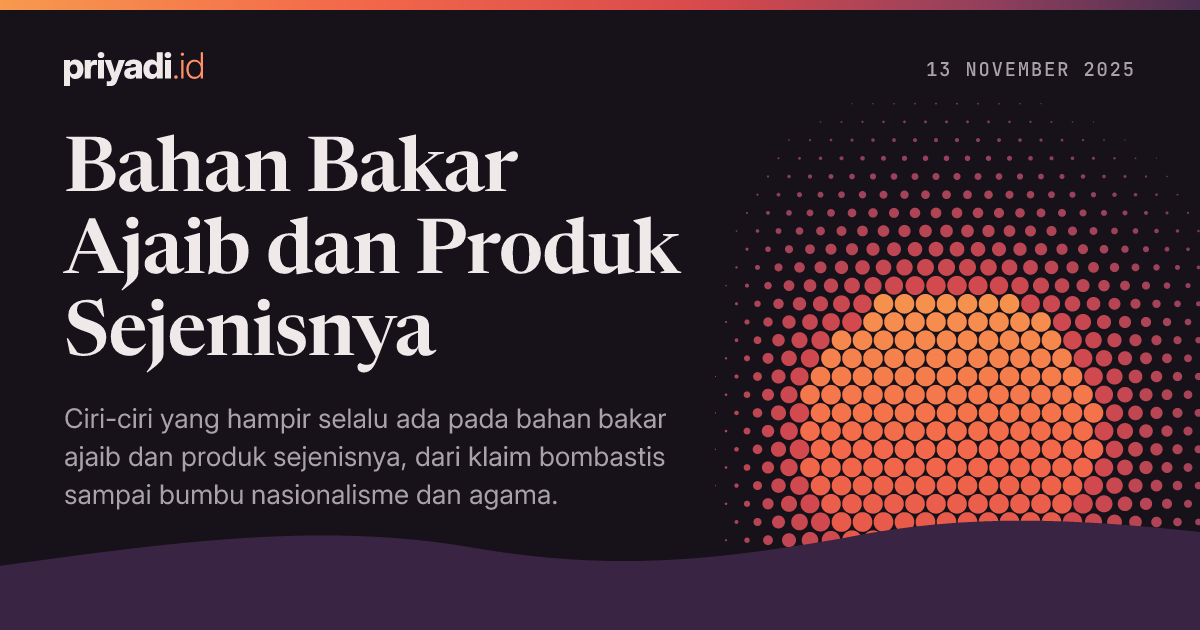 priyadi.id
13 NOVEMBER 2025
Bahan Bakar
Ajaib dan Produk
Sejenisnya
Ciri-ciri yang hampir selalu ada pada bahan bakar
ajaib dan produk sejenisnya, dari klaim bombastis
sampai bumbu nasionalisme dan agama.